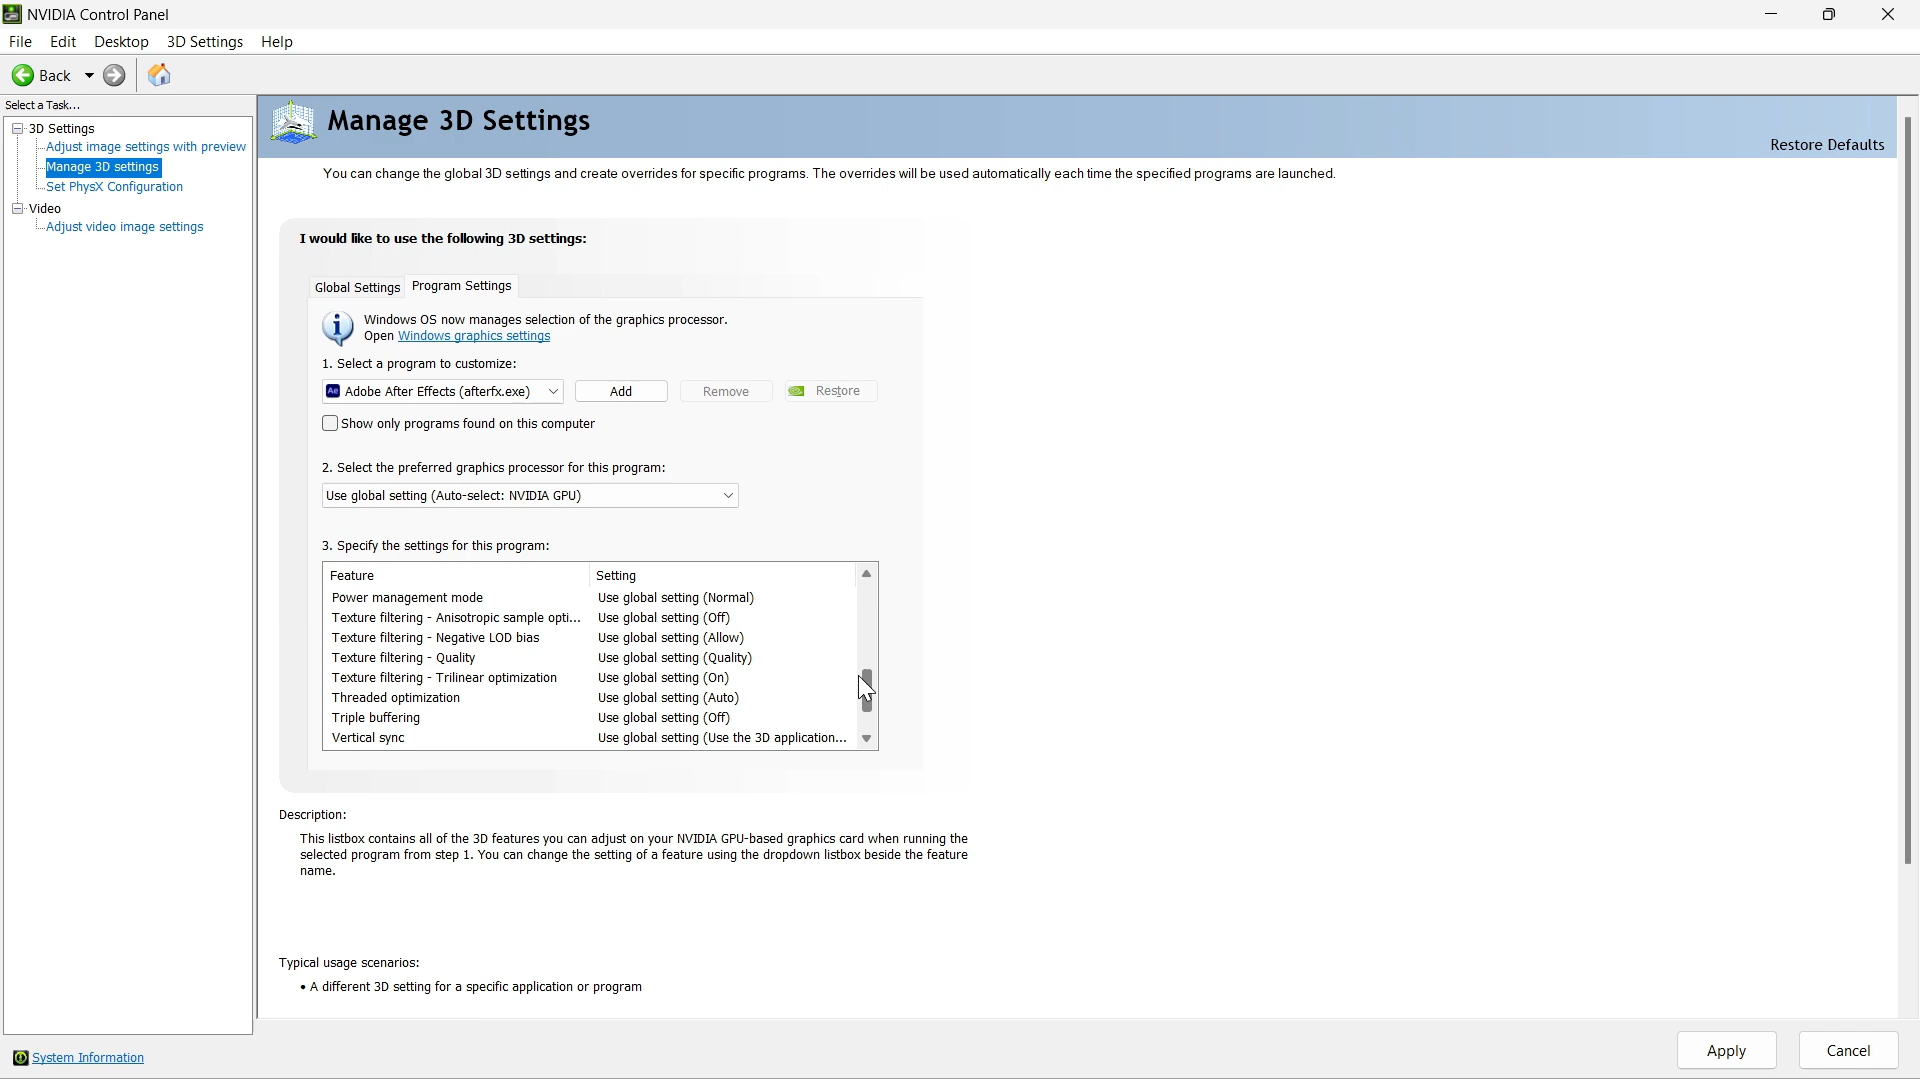 NVIDIA Control Panel
File Edit Desktop 3D Settings Help
Back
Select a Task...
3D Settings
Adjust image settings with preview
Manage 3D settings
Set PhysX Configuration
Video
Adjust video image settings
Manage 3D Settings
Restore Defaults
You can change the global 3D settings and create overrides for specific programs. The overrides will be used automatically each time the specified programs are launched.
I would like to use the following 3D settings:
Global Settings Program Settings
Windows OS now manages selection of the graphics processor.
Open Windows graphics settings
1. Select a program to customize:
Ae Adobe After Effects (afterfx.exe) Add Remove Restore
Show only programs found on this computer
2. Select the preferred graphics processor for this program:
Use global setting (Auto-select: NVIDIA GPU)
3. Specify the settings for this program:
Feature Setting
Power management mode Use global setting (Normal)
Texture filtering - Anisotropic sample opti... Use global setting (Off)
Texture filtering - Negative LOD bias Use global setting (Allow)
Texture filtering - Quality Use global setting (Quality)
Texture filtering - Trilinear optimization Use global setting (On)
Threaded optimization Use global setting (Auto)
Triple buffering Use global setting (Off)
Vertical sync Use global setting (Use the 3D application...
Description:
This listbox contains all of the 3D features you can adjust on your NVIDIA GPU-based graphics card when running the
selected program from step 1. You can change the setting of a feature using the dropdown listbox beside the feature
name.
Typical usage scenarios:
• A different 3D setting for a specific application or program
System Information
Apply Cancel